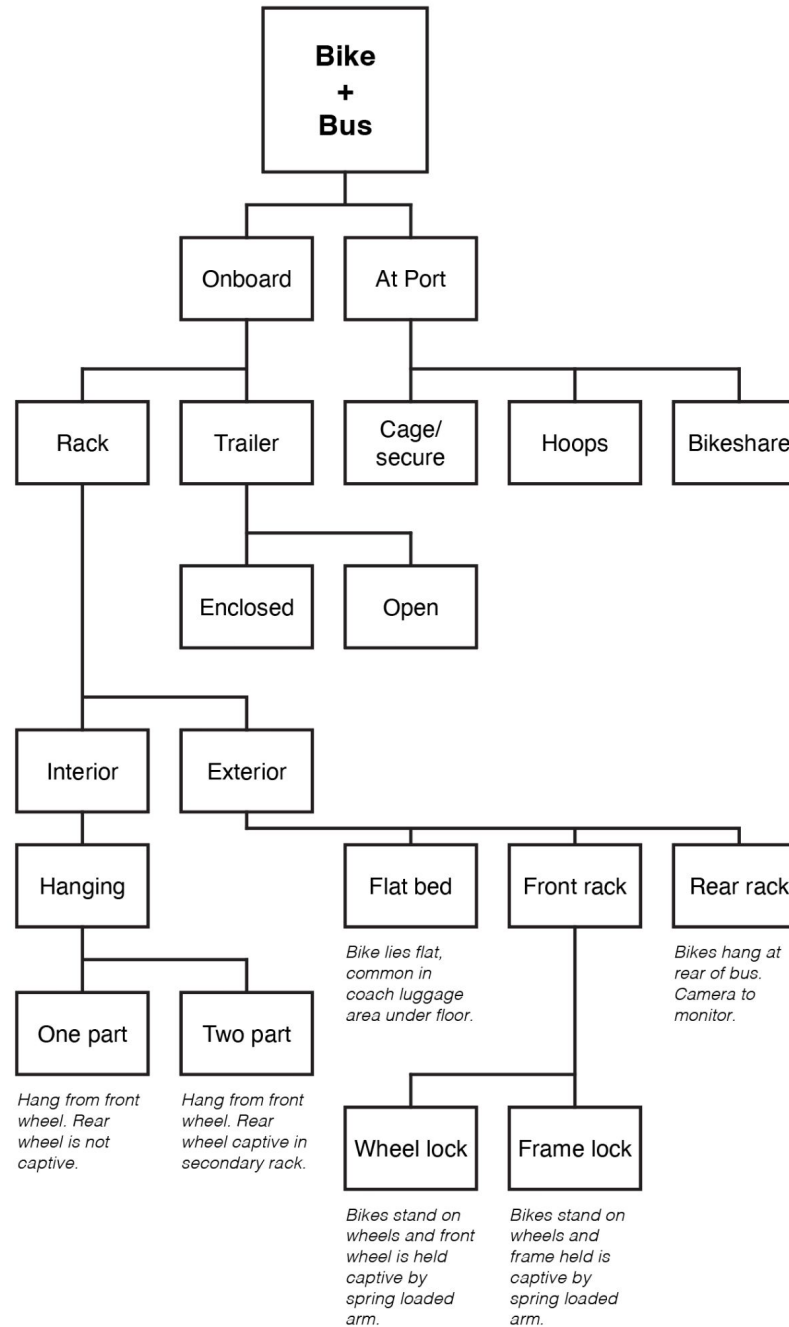 Bike
+
Bus
Onboard
At Port
Rack
Trailer
Cage/
secure
Hoops
Bikeshare
Enclosed
Open
Interior
Exterior
Hanging
Flat bed
Front rack
Rear rack
Bike lies flat,
common in
coach luggage
area under floor.
Bikes hang at
rear of bus.
Camera to
monitor.
One part
Two part
Hang from front
wheel. Rear
wheel is not
captive.
Hang from front
wheel. Rear
wheel captive in
secondary rack.
Wheel lock
Frame lock
Bikes stand on
wheels and front
wheel is held
captive by
spring loaded
arm.
Bikes stand on
wheels and
frame held is
captive by
spring loaded
arm.